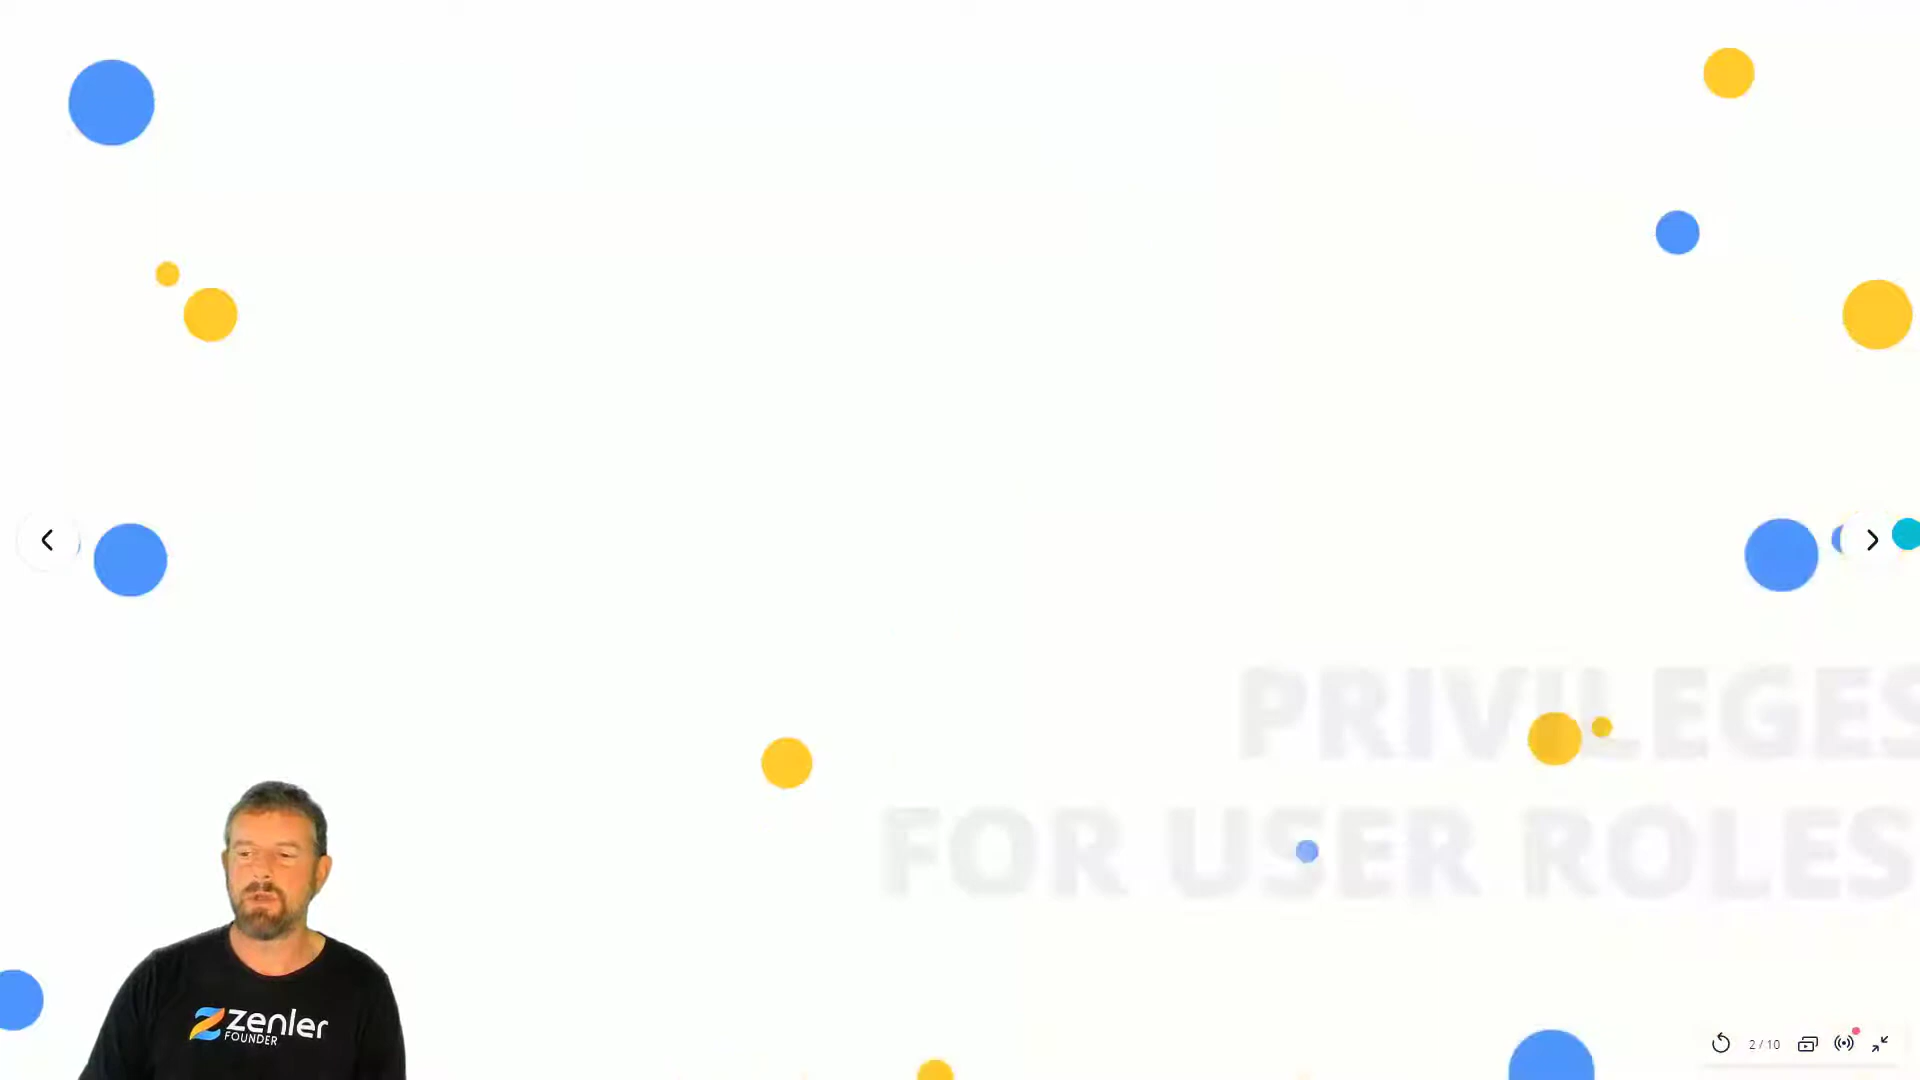 PRIVILEGES
FOR USER ROLES
zenler
FOUNDER
2 / 10